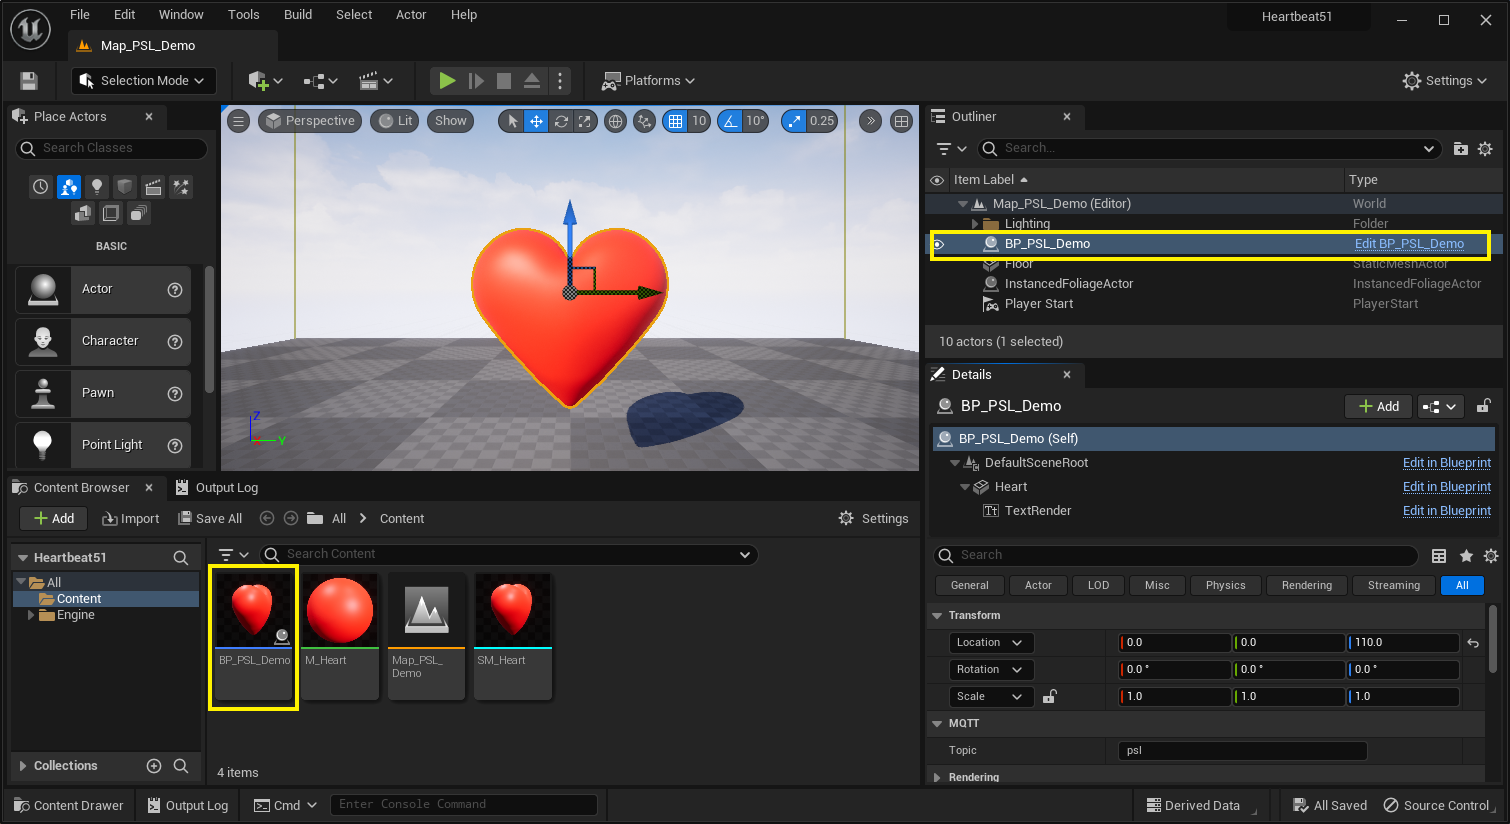 File Edit Window Tools Build Select Actor Help
Heartbeat51
Map_PSL_Demo
Selection Mode
Platforms
Settings
Place Actors
Search Classes
BASIC
Actor
Character
Pawn
Point Light
Perspective Lit Show 10 10° 0.25
Z
Y
Outliner
Search...
Item Label Type
Map_PSL_Demo (Editor) World
Lighting Folder
BP_PSL_Demo Edit BP_PSL_Demo
Floor StaticMeshActor
InstancedFoliageActor InstancedFoliageActor
Player Start PlayerStart
10 actors (1 selected)
Details
BP_PSL_Demo
Add
BP_PSL_Demo (Self)
DefaultSceneRoot Edit in Blueprint
Heart Edit in Blueprint
TextRender Edit in Blueprint
Search
General Actor LOD Misc Physics Rendering Streaming All
Transform
Location 0.0 0.0 110.0
Rotation 0.0 ° 0.0 ° 0.0 °
Scale 1.0 1.0 1.0
MQTT
Topic psl
Rendering
Content Browser Output Log
Add Import Save All All Content Settings
Heartbeat51
All
Content
Engine
Collections
Search Content
BP_PSL_Demo
M_Heart
Map_PSL_
Demo
SM_Heart
4 items
Content Drawer Output Log Cmd Enter Console Command Derived Data All Saved Source Control